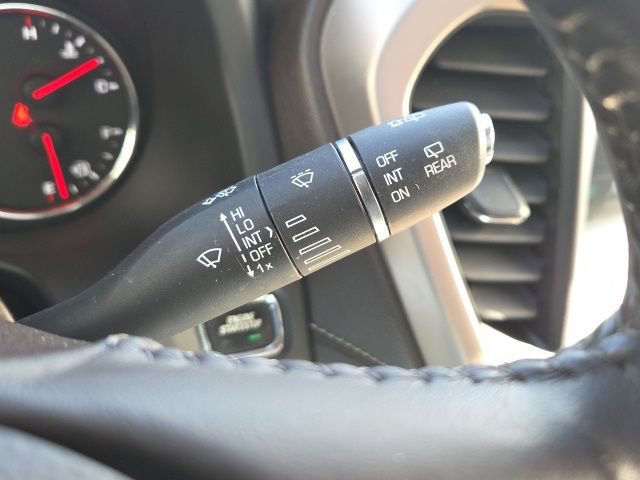 H
C
F
E
HI
LO
INT
OFF
1x
OFF
INT
ON
REAR
ENGINE
START/STOP